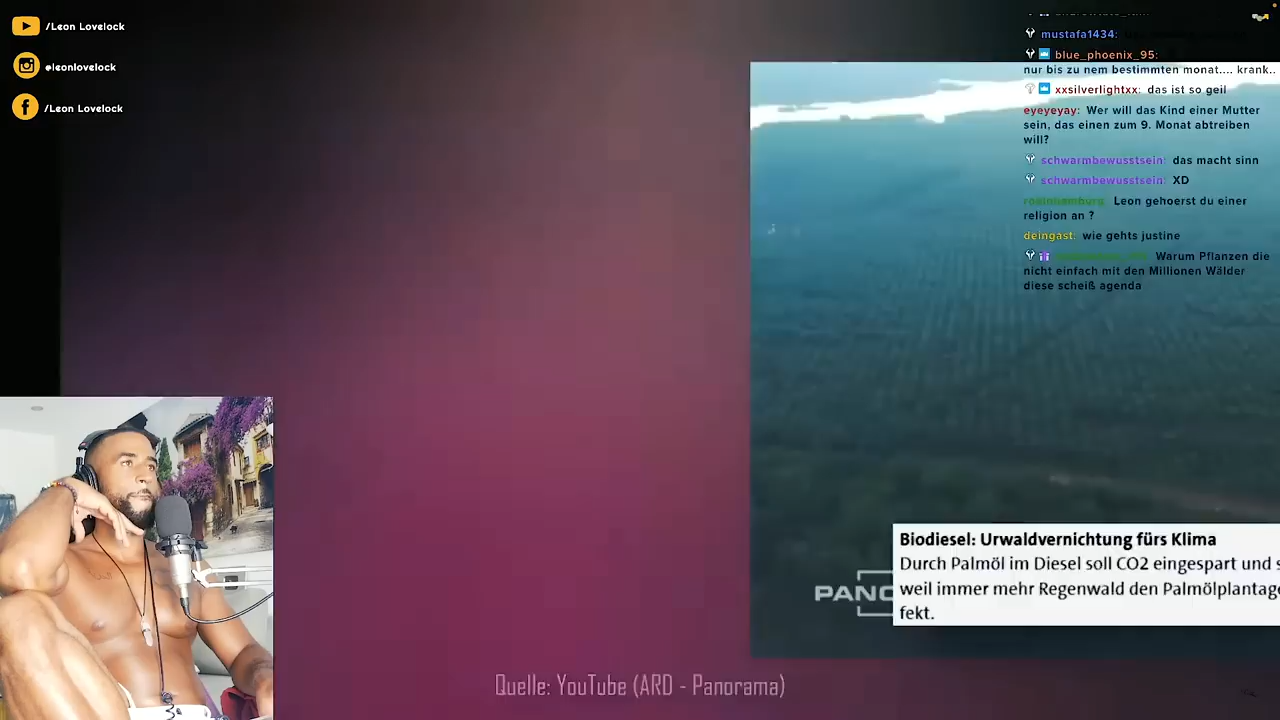 /Leon Lovelock
@leonlovelock
/Leon Lovelock
mustafa1434:
blue_phoenix_95:
nur bis zu nem bestimmten monat.... krank..
xxsilverlightxx: das ist so geil
eyeyeyay: Wer will das Kind einer Mutter
sein, das einen zum 9. Monat abtreiben
will?
schwarmbewusstsein: das macht sinn
schwarmbewusstsein: XD
Leon gehoerst du einer
religion an ?
deingast: wie gehts justine
Warum Pflanzen die
nicht einfach mit den Millionen Wälder
diese scheiß agenda
Biodiesel: Urwaldvernichtung fürs Klima
Durch Palmöl im Diesel soll CO2 eingespart und s
weil immer mehr Regenwald den Palmölplantage
fekt.
PANO
Quelle: YouTube (ARD - Panorama)